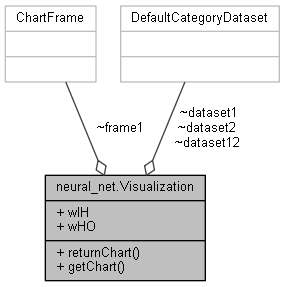 ChartFrame
DefaultCategoryDataset
~frame1
~dataset1
~dataset2
~dataset12
neural_net.Visualization
+ wIH
+ wHO
+ returnChart()
+ getChart()